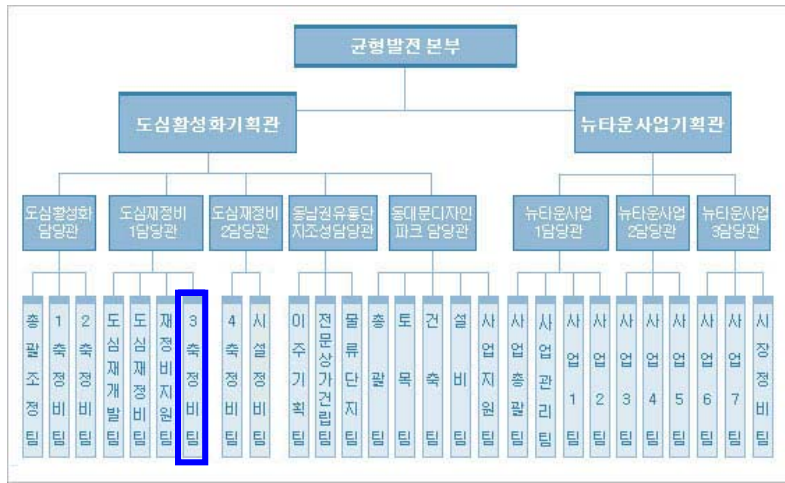 균형발전 본부
도심활성화기획관
뉴타운사업기획관
도심활성화
담당관
도심재정비
1담당관
도심재정비
2담당관
동남권유통단
지조성담당관
동대문디자인
파크 담당관
뉴타운사업
1담당관
뉴타운사업
2담당관
뉴타운사업
3담당관
총괄조정팀
1축정비팀
2축정비팀
도심재개발팀
도심재정비팀
재정비지원팀
3축정비팀
4축정비팀
시설정비팀
이주기획팀
전문상가건립팀
물류단지팀
총괄팀
토목팀
건축팀
설비팀
사업지원팀
사업총괄팀
사업관리팀
사업1팀
사업2팀
사업3팀
사업4팀
사업5팀
사업6팀
사업7팀
시장정비팀